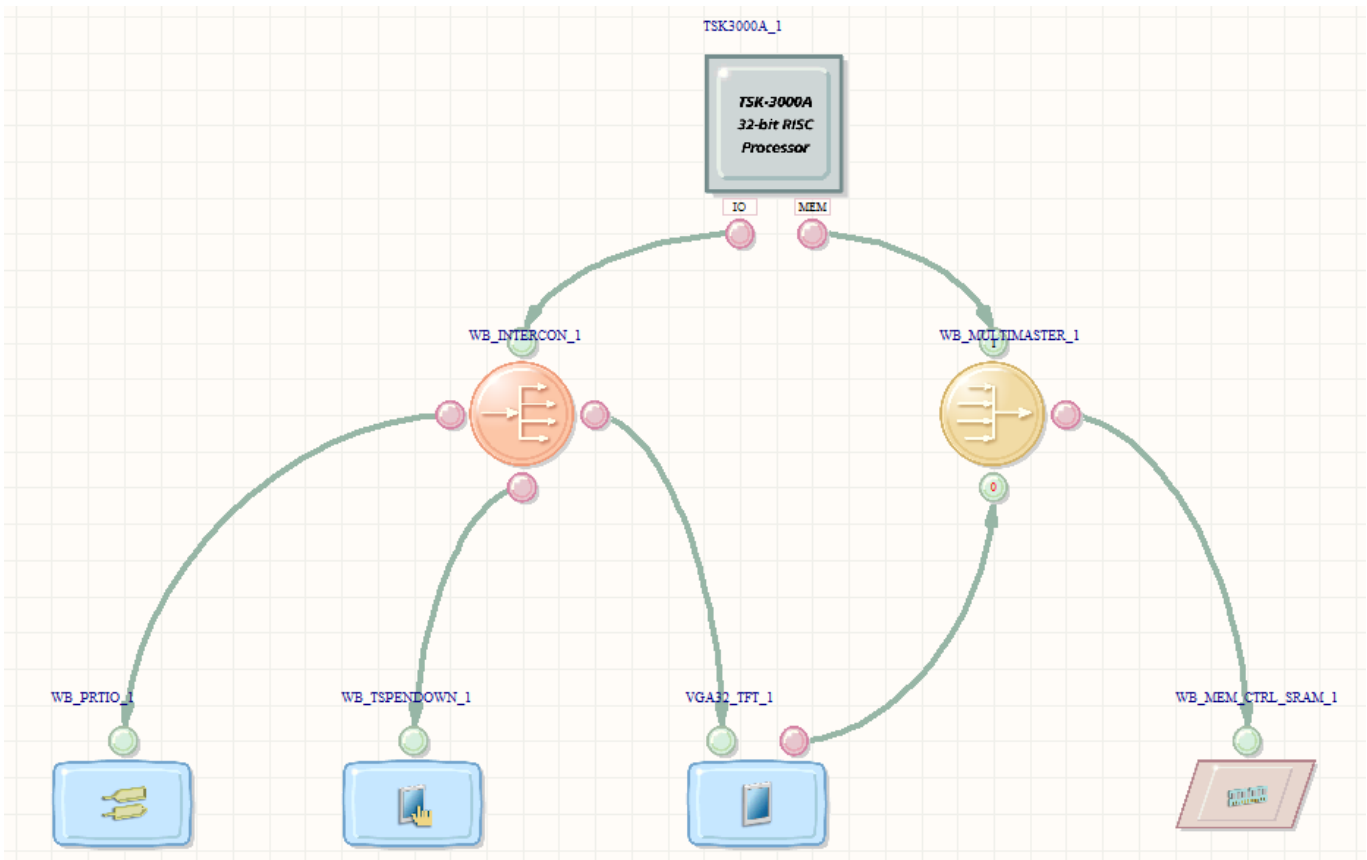 TSK3000A_1
TSK-3000A
32-bit RISC
Processor
IO
MEM
WB_INTERCON_1
WB_MULTIMASTER_1
1
0
WB_PRTIO_1
WB_TSPENDOWN_1
VGA32_TFT_1
WB_MEM_CTRL_SRAM_1